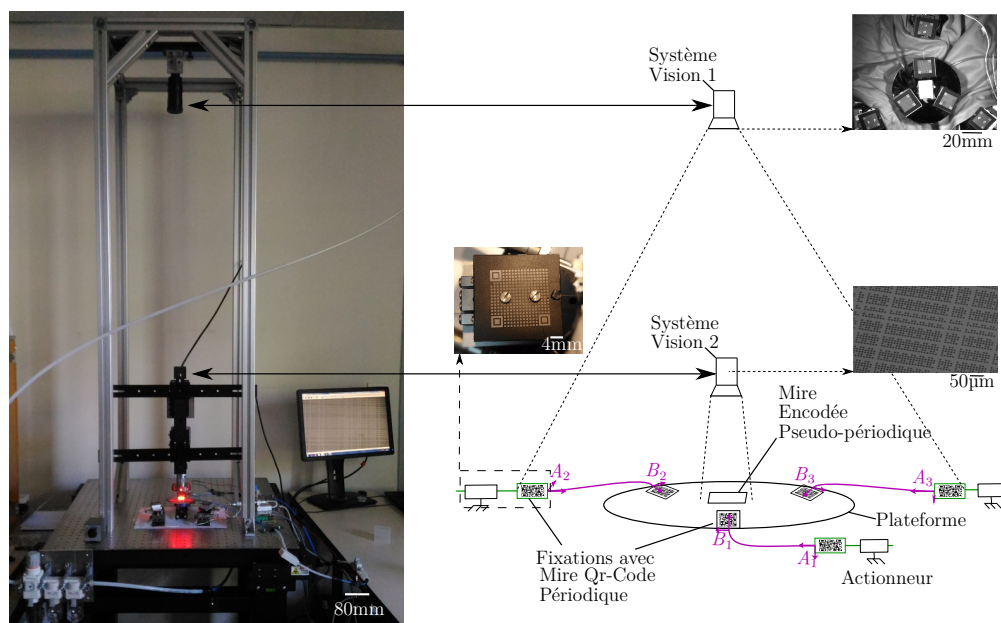 Système
Vision 1
20mm
4mm
Système
Vision 2
50µm
Mire
Encodée
Pseudo-périodique
A2
B2
B3
A3
Plateforme
B1
A1
Fixations avec
Mire Qr-Code
Périodique
Actionneur
80mm